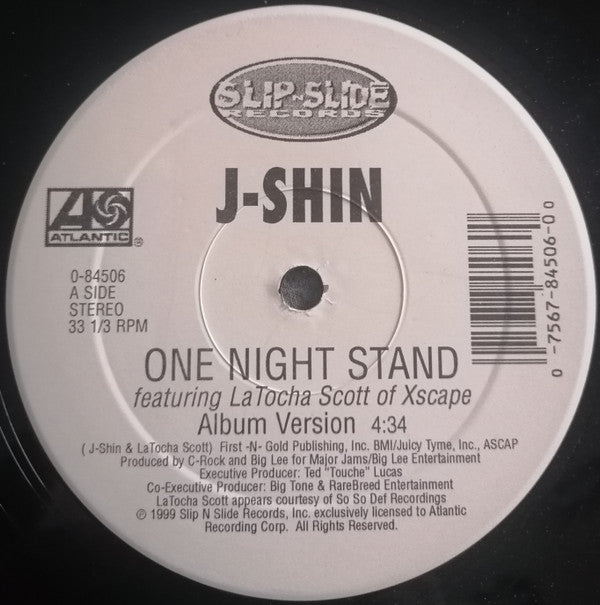 SLIP-N-SLIDE
RECORDS
J-SHIN
ATLANTIC
®
0-84506
A SIDE
STEREO
33 1/3 RPM
0 -7567-84506-0 0
ONE NIGHT STAND
featuring LaTocha Scott of Xscape
Album Version 4:34
( J-Shin & LaTocha Scott) First -N- Gold Publishing, Inc. BMI/Juicy Tyme, Inc., ASCAP
Produced by C-Rock and Big Lee for Major Jams/Big Lee Entertainment
Executive Producer: Ted "Touche" Lucas
Co-Executive Producer: Big Tone & RareBreed Entertainment
LaTocha Scott appears courtesy of So So Def Recordings
℗ 1999 Slip N Slide Records, Inc. exclusively licensed to Atlantic
Recording Corp. All Rights Reserved.